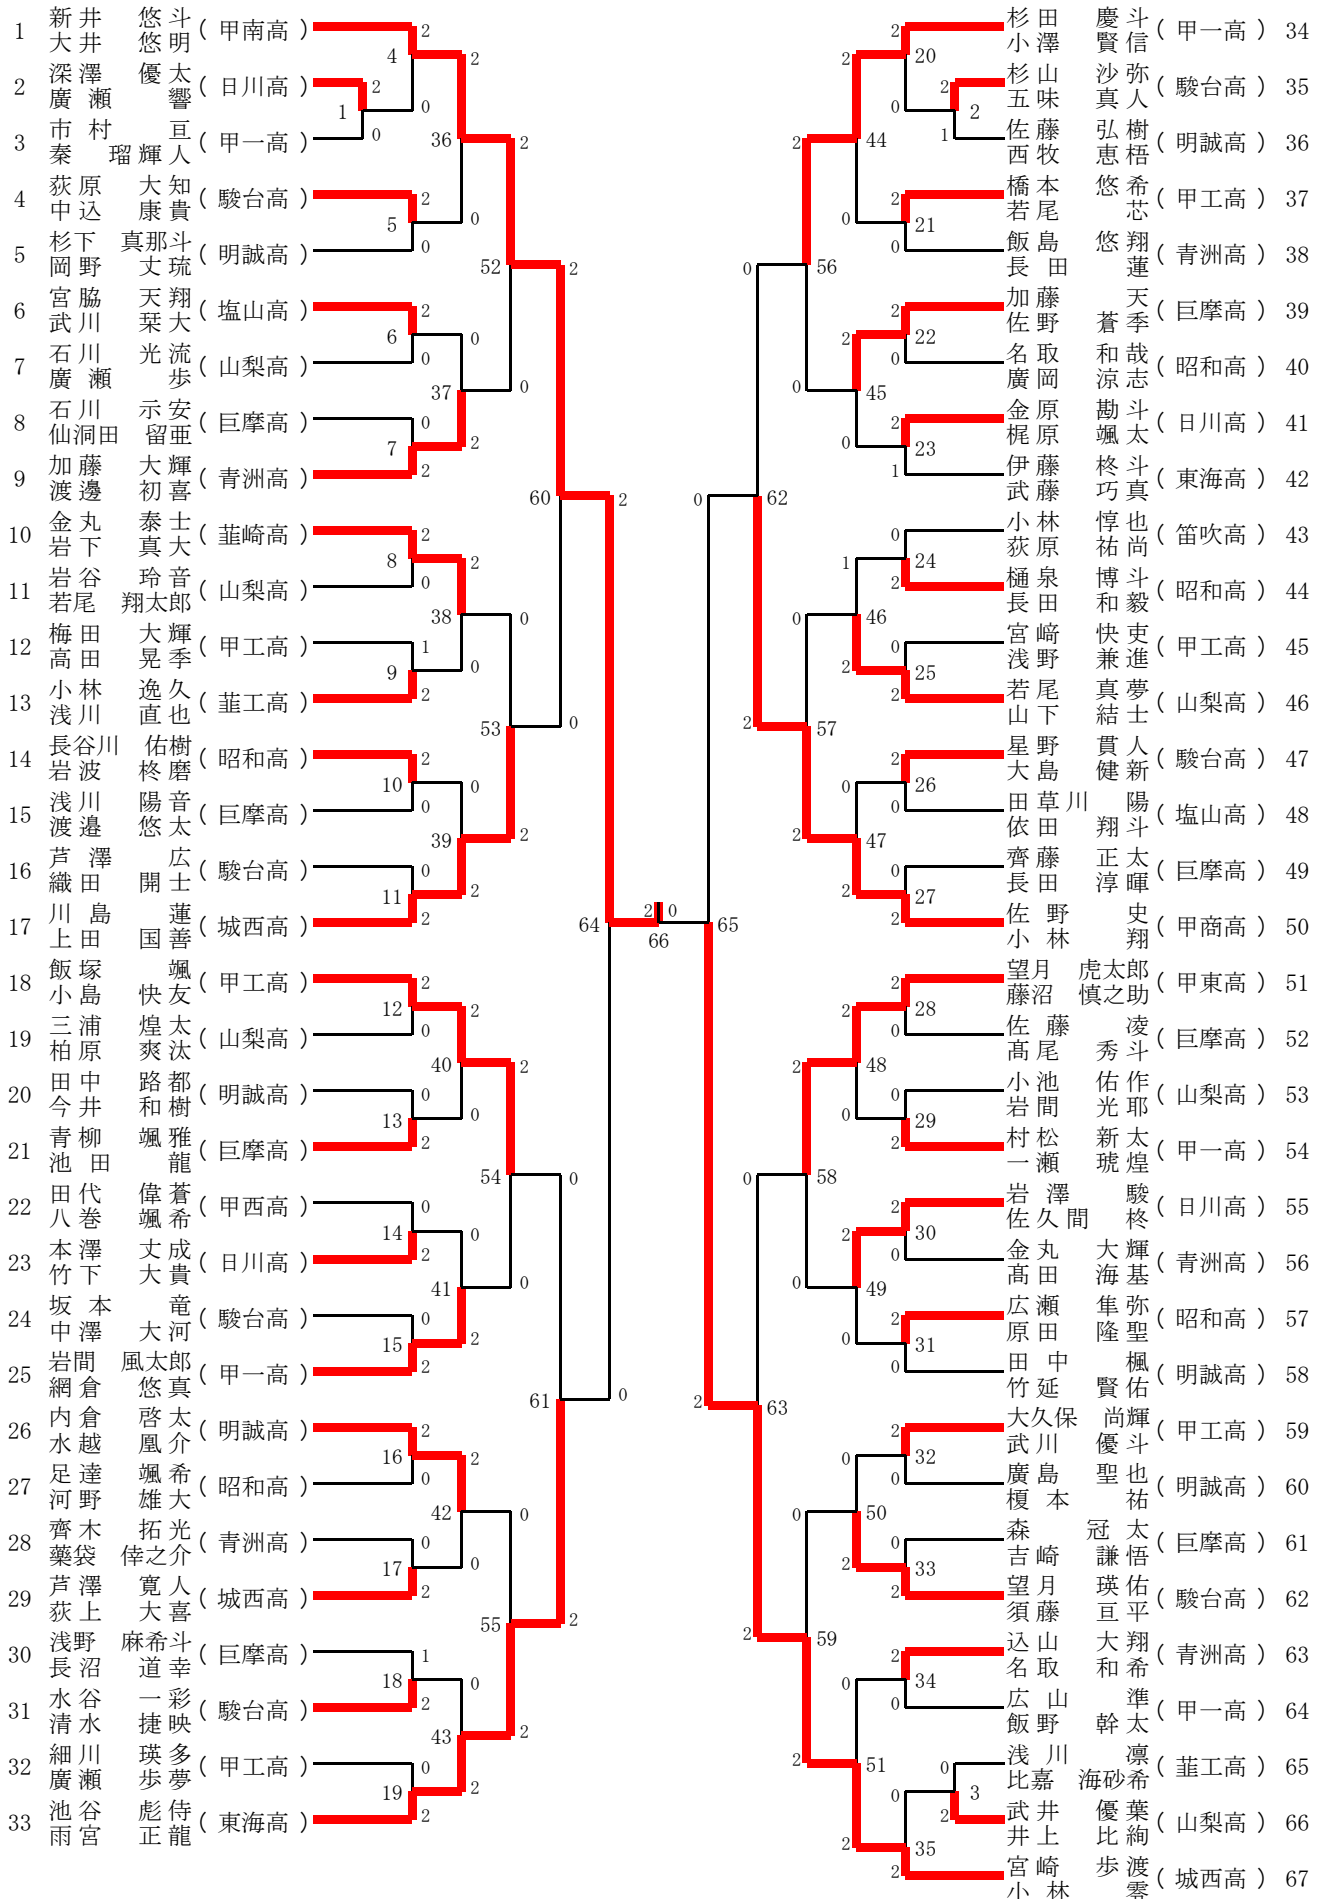 1 新井 悠斗 大井 悠明 ( 甲南高 )
2 深澤 優太 廣瀬 響 ( 日川高 )
3 市村 亘 秦 瑠輝人 ( 甲一高 )
4 荻原 大知 中込 康貴 ( 駿台高 )
5 杉下 真那斗 岡野 丈琉 ( 明誠高 )
6 宮脇 天翔 武川 栞大 ( 塩山高 )
7 石川 光流 廣瀬 歩 ( 山梨高 )
8 石川 示安 仙洞田 留亜 ( 巨摩高 )
9 加藤 大輝 渡邊 初喜 ( 青洲高 )
10 金丸 泰士 岩下 真大 ( 韮崎高 )
11 岩谷 玲音 若尾 翔太郎 ( 山梨高 )
12 梅田 大輝 高田 晃季 ( 甲工高 )
13 小林 逸久 浅川 直也 ( 韮工高 )
14 長谷川 佑樹 岩波 柊磨 ( 昭和高 )
15 浅川 陽音 渡邉 悠太 ( 巨摩高 )
16 芦澤 広 織田 開士 ( 駿台高 )
17 川島 蓮 上田 国善 ( 城西高 )
18 飯塚 颯 小島 快友 ( 甲工高 )
19 三浦 煌太 柏原 爽汰 ( 山梨高 )
20 田中 路都 今井 和樹 ( 明誠高 )
21 青柳 颯雅 池田 龍 ( 巨摩高 )
22 田代 偉蒼 八巻 颯希 ( 甲西高 )
23 本澤 丈成 竹下 大貴 ( 日川高 )
24 坂本 竜 中澤 大河 ( 駿台高 )
25 岩間 風太郎 網倉 悠真 ( 甲一高 )
26 内倉 啓太 水越 凰介 ( 明誠高 )
27 足達 颯希 河野 雄大 ( 昭和高 )
28 齊木 拓光 藥袋 倖之介 ( 青洲高 )
29 芦澤 寛人 荻上 大喜 ( 城西高 )
30 浅野 麻希斗 長沼 道幸 ( 巨摩高 )
31 水谷 一彩 清水 捷映 ( 駿台高 )
32 細川 瑛多 廣瀬 歩夢 ( 甲工高 )
33 池谷 彪侍 雨宮 正龍 ( 東海高 )
杉田 慶斗 小澤 賢信 ( 甲一高 ) 34
杉山 沙弥 五味 真人 ( 駿台高 ) 35
佐藤 弘樹 西牧 恵梧 ( 明誠高 ) 36
橋本 悠希 若尾 芯 ( 甲工高 ) 37
飯島 悠翔 長田 蓮 ( 青洲高 ) 38
加藤 天 佐野 蒼季 ( 巨摩高 ) 39
名取 和哉 廣岡 涼志 ( 昭和高 ) 40
金原 勘斗 梶原 颯太 ( 日川高 ) 41
伊藤 柊斗 武藤 巧真 ( 東海高 ) 42
小林 惇也 荻原 祐尚 ( 笛吹高 ) 43
樋泉 博斗 長田 和毅 ( 昭和高 ) 44
宮﨑 快吏 浅野 兼進 ( 甲工高 ) 45
若尾 真夢 山下 結士 ( 山梨高 ) 46
星野 貫人 大島 健新 ( 駿台高 ) 47
田草川 陽 依田 翔斗 ( 塩山高 ) 48
齊藤 正太 長田 淳暉 ( 巨摩高 ) 49
佐野 史 小林 翔 ( 甲商高 ) 50
望月 虎太郎 藤沼 慎之助 ( 甲東高 ) 51
佐藤 凌 髙尾 秀斗 ( 巨摩高 ) 52
小池 佑作 岩間 光耶 ( 山梨高 ) 53
村松 新太 一瀬 琥煌 ( 甲一高 ) 54
岩澤 駿 佐久間 柊 ( 日川高 ) 55
金丸 大輝 髙田 海基 ( 青洲高 ) 56
広瀬 隼弥 原田 隆聖 ( 昭和高 ) 57
田中 楓 竹延 賢佑 ( 明誠高 ) 58
大久保 尚輝 武川 優斗 ( 甲工高 ) 59
廣島 聖也 榎本 祐 ( 明誠高 ) 60
森 冠太 吉崎 謙悟 ( 巨摩高 ) 61
望月 瑛佑 須藤 亘平 ( 駿台高 ) 62
込山 大翔 名取 和希 ( 青洲高 ) 63
広山 準 飯野 幹太 ( 甲一高 ) 64
浅川 凛 比嘉 海砂希 ( 韮工高 ) 65
武井 優葉 井上 比絢 ( 山梨高 ) 66
宮崎 歩渡 小林 零 ( 城西高 ) 67